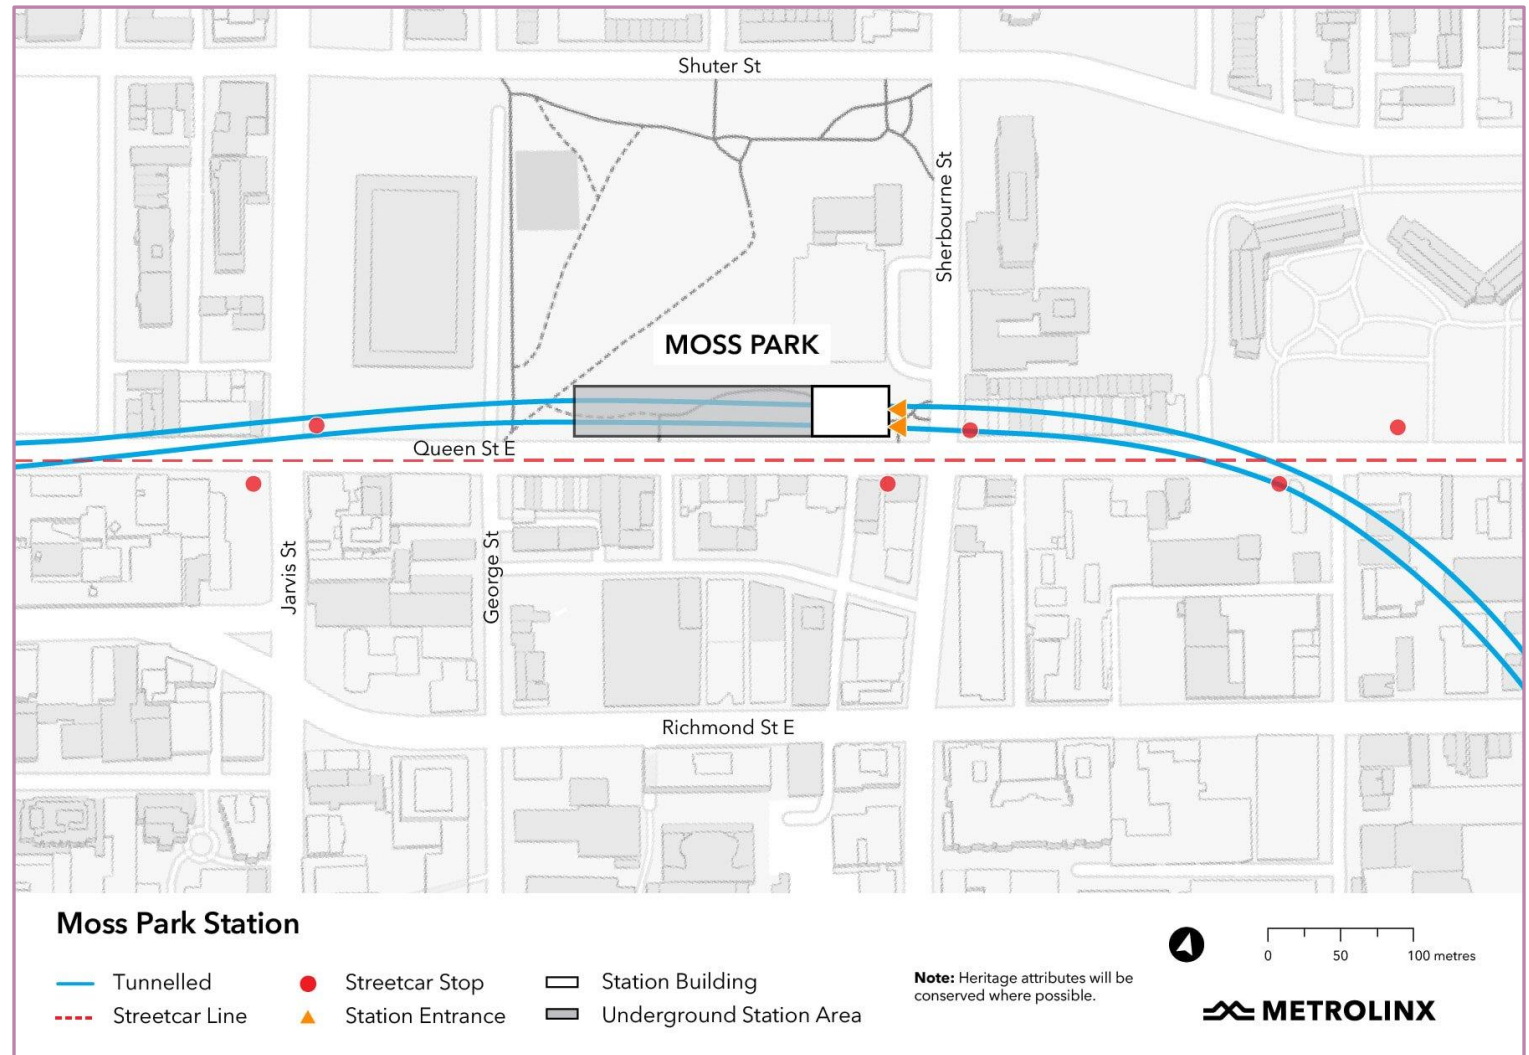 Shuter St
Sherbourne St
MOSS PARK
Queen St E
Jarvis St
George St
Richmond St E
Moss Park Station
Tunnelled
Streetcar Line
Streetcar Stop
Station Entrance
Station Building
Underground Station Area
Note: Heritage attributes will be
conserved where possible.
0 50 100 metres
METROLINX